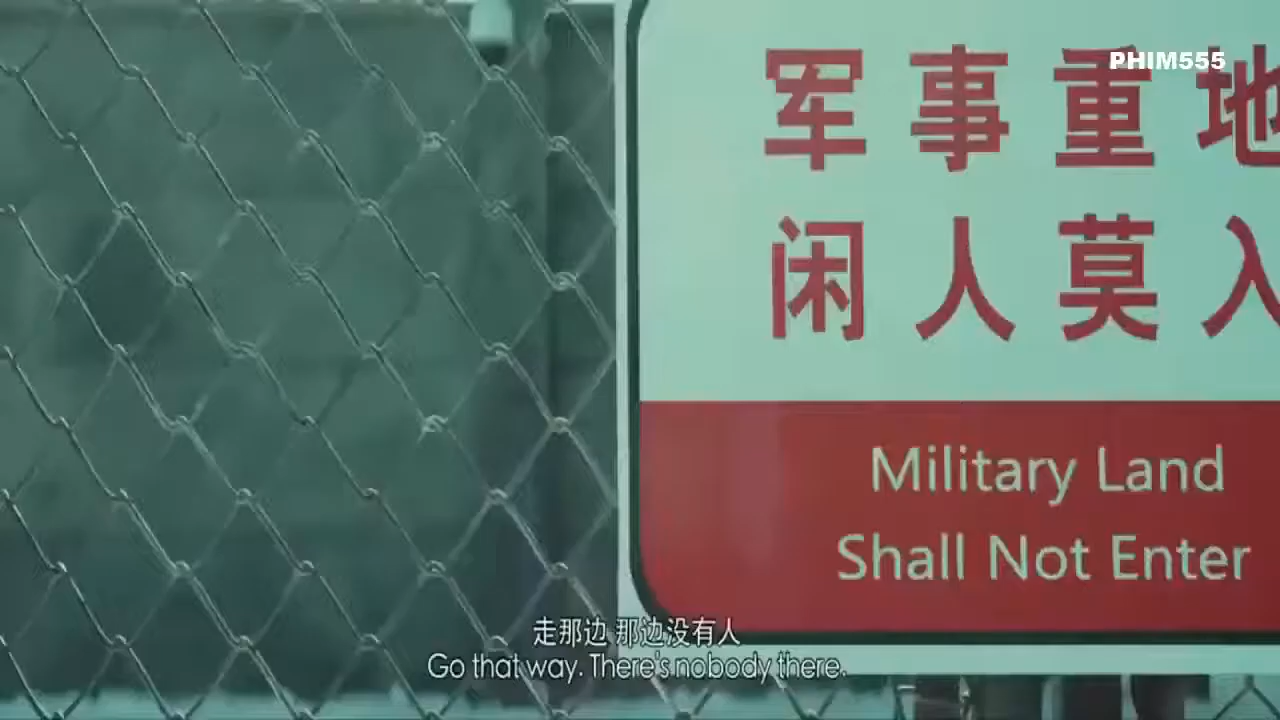 PHIM555
军事重地
闲人莫入
Military Land
Shall Not Enter
走那边 那边没有人
Go that way. There's nobody there.